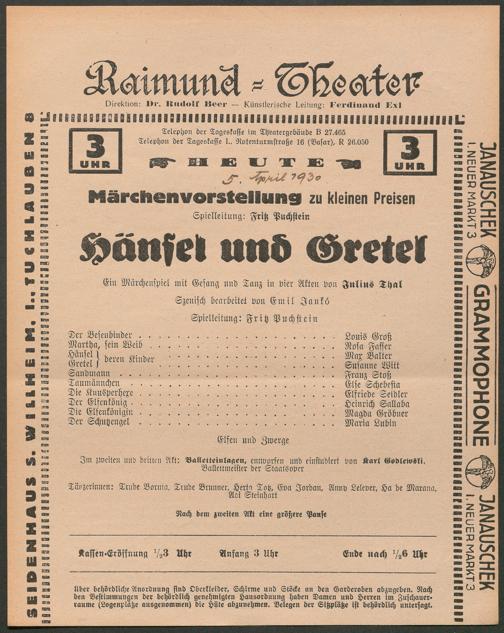 Raimund-Theater
Direktion: Dr. Rudolf Beer — Künstlerische Leitung: Ferdinand Exl
3 UHR
Telephon der Tageskasse im Theatergebäude B 27.465
Telephon der Tageskasse I., Rotenturmstraße 16 (Basar), R 26.050
HEUTE
3 UHR
5. April 1930
Märchenvorstellung zu kleinen Preisen
Spielleitung: Fritz Puchstein
Hänsel und Gretel
Ein Märchenspiel mit Gesang und Tanz in vier Akten von Julius Thal
Szenisch bearbeitet von Emil Jankó
Spielleitung: Fritz Puchstein
Der Besenbinder . . . Louis Groß
Martha, sein Weib . . . Rosa Fasser
Hänsel } deren Kinder . . . Max Balter
Gretel } . . . Susanne Witt
Sandmann . . . Franz Stoß
Taumännchen . . . Else Schebesta
Die Knusperhexe . . . Elfriede Seidler
Der Elfenkönig . . . Heinrich Sallaba
Die Elfenkönigin . . . Magda Gröbner
Der Schutzengel . . . Maria Lubin
Elfen und Zwerge
Im zweiten und dritten Akt: Balletteinlagen, entworfen und einstudiert von Karl Godlewski,
Ballettmeister der Staatsoper
Tänzerinnen: Trude Bornia, Trude Brunner, Herta Totz, Eva Jordan, Anny Lelever, Ha de Marana,
Steinhart
Nach dem zweiten Akt eine größere Pause
Kassen-Eröffnung ½3 Uhr Anfang 3 Uhr Ende nach ½6 Uhr
Über behördliche Anordnung sind Oberkleider, Schirme und Stöcke an den Garderoben abzugeben. Nach
den Bestimmungen der behördlich genehmigten Hausordnung haben Damen und Herren im Zuschauer-
raume (Logenplätze ausgenommen) die Hüte abzunehmen. Belegen der Sitzplätze ist behördlich untersagt.
SEIDENHAUS S. WILLHEIM, I., TUCHLAUBEN 8
JANAUSCHEK
I. NEUER MARKT 3
GRAMMOPHONE
JANAUSCHEK
I. NEUER MARKT 3